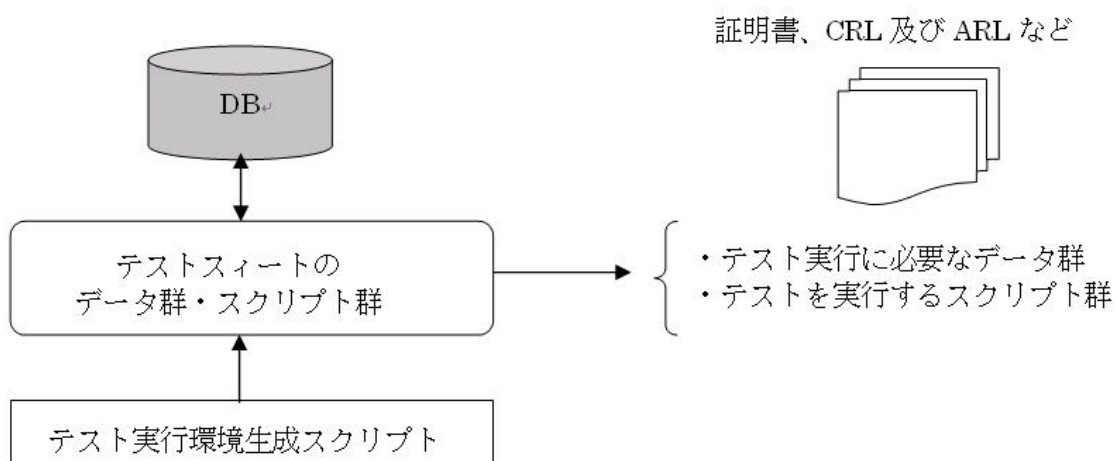 証明書、CRL 及び ARL など
DB
テストスィートの
データ群・スクリプト群
・テスト実行に必要なデータ群
・テストを実行するスクリプト群
テスト実行環境生成スクリプト